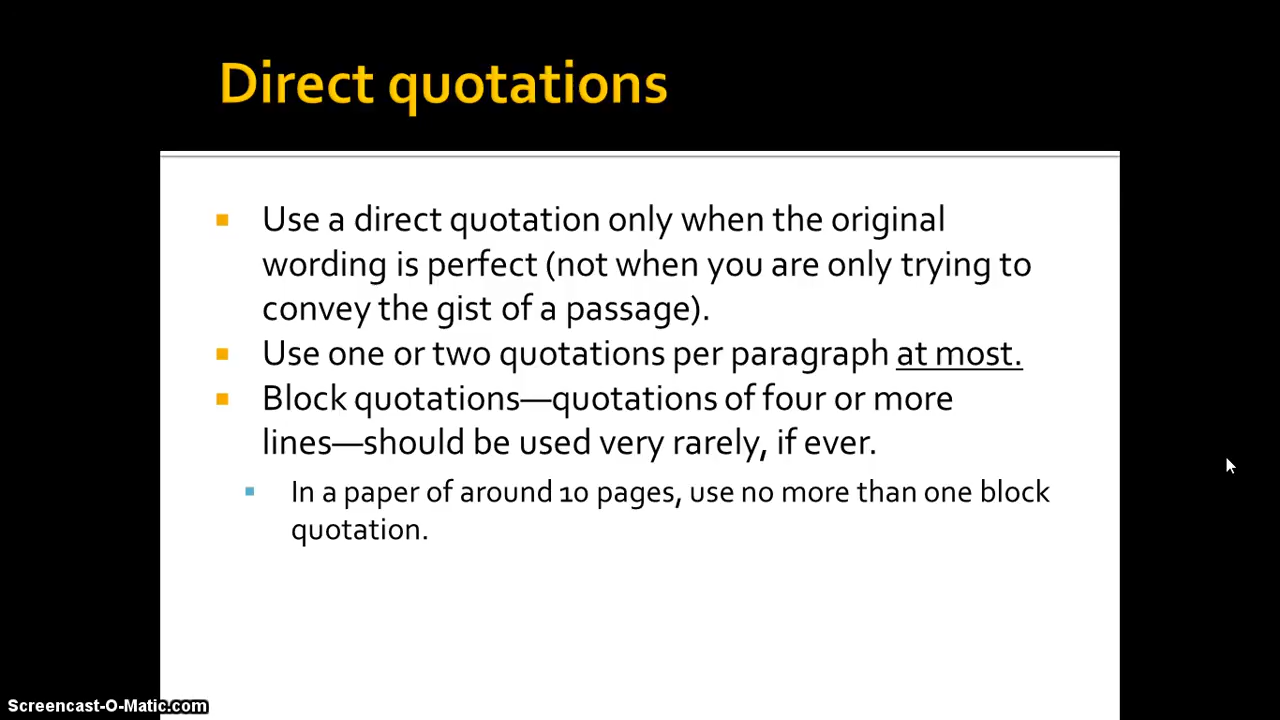 Direct quotations
Use a direct quotation only when the original
wording is perfect (not when you are only trying to
convey the gist of a passage).
Use one or two quotations per paragraph at most.
Block quotations—quotations of four or more
lines—should be used very rarely, if ever.
In a paper of around 10 pages, use no more than one block
quotation.
Screencast-O-Matic.com